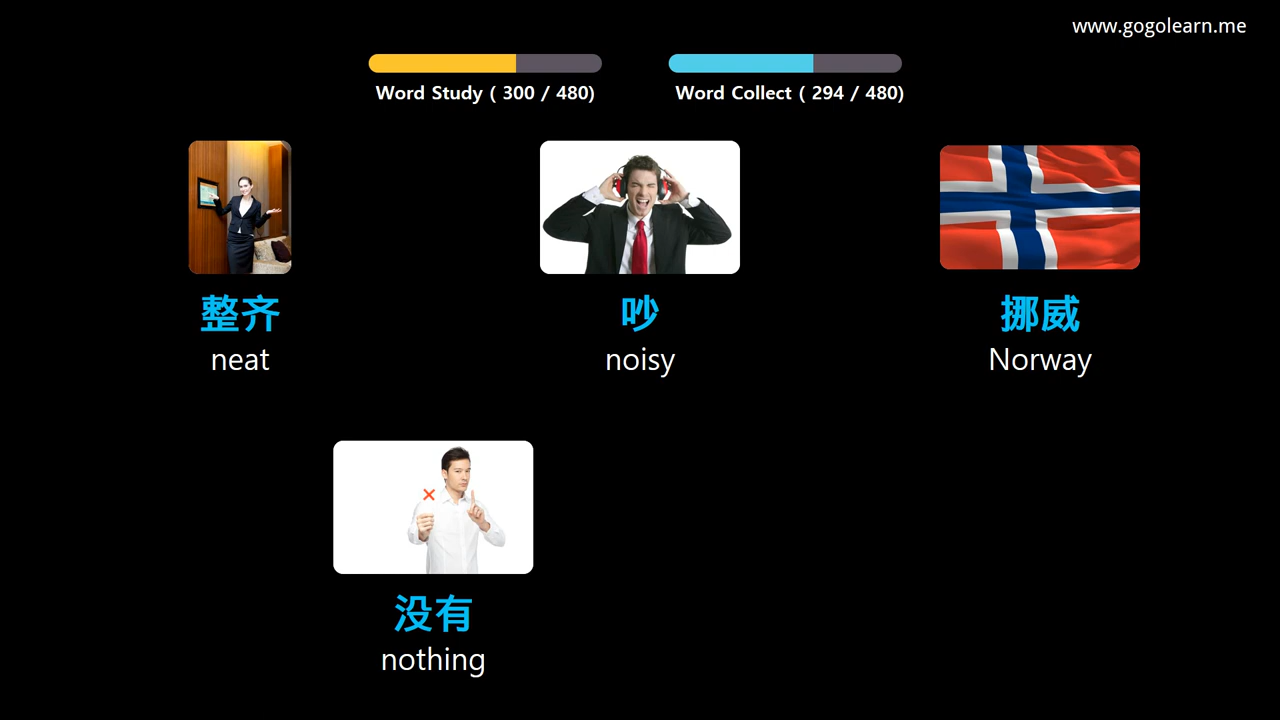 www.gogolearn.me
Word Study ( 300 / 480)
Word Collect ( 294 / 480)
整齐
neat
吵
noisy
挪威
Norway
没有
nothing